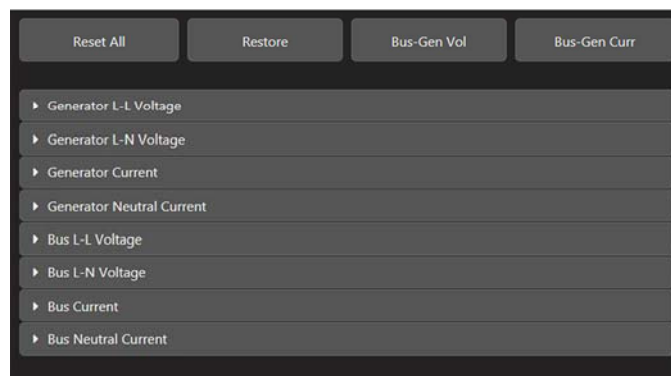 Reset All
Restore
Bus-Gen Vol
Bus-Gen Curr
Generator L-L Voltage
Generator L-N Voltage
Generator Current
Generator Neutral Current
Bus L-L Voltage
Bus L-N Voltage
Bus Current
Bus Neutral Current